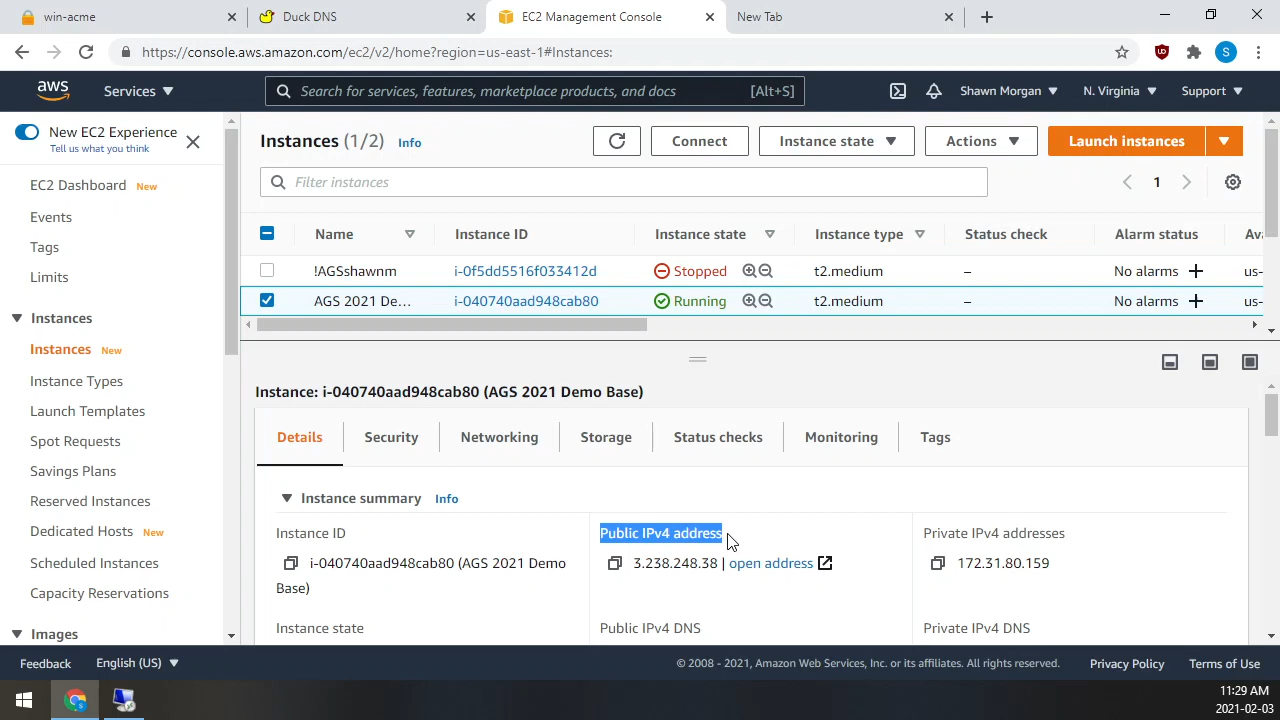 win-acme
Duck DNS
EC2 Management Console
New Tab
https://console.aws.amazon.com/ec2/v2/home?region=us-east-1#Instances:
S
aws
Services
Search for services, features, marketplace products, and docs [Alt+S]
Shawn Morgan
N. Virginia
Support
New EC2 Experience
Tell us what you think
EC2 Dashboard New
Events
Tags
Limits
Instances
Instances New
Instance Types
Launch Templates
Spot Requests
Savings Plans
Reserved Instances
Dedicated Hosts New
Scheduled Instances
Capacity Reservations
Images
Instances (1/2) Info
Connect
Instance state
Actions
Launch instances
Filter instances
1
Name Instance ID Instance state Instance type Status check Alarm status Av
!AGSshawnm i-0f5dd5516f033412d Stopped t2.medium – No alarms + us-
AGS 2021 De... i-040740aad948cab80 Running t2.medium – No alarms + us-
Instance: i-040740aad948cab80 (AGS 2021 Demo Base)
Details Security Networking Storage Status checks Monitoring Tags
Instance summary Info
Instance ID
i-040740aad948cab80 (AGS 2021 Demo
Base)
Public IPv4 address
3.238.248.38 | open address
Private IPv4 addresses
172.31.80.159
Instance state
Public IPv4 DNS
Private IPv4 DNS
Feedback
English (US)
© 2008 - 2021, Amazon Web Services, Inc. or its affiliates. All rights reserved.
Privacy Policy
Terms of Use
11:29 AM
2021-02-03